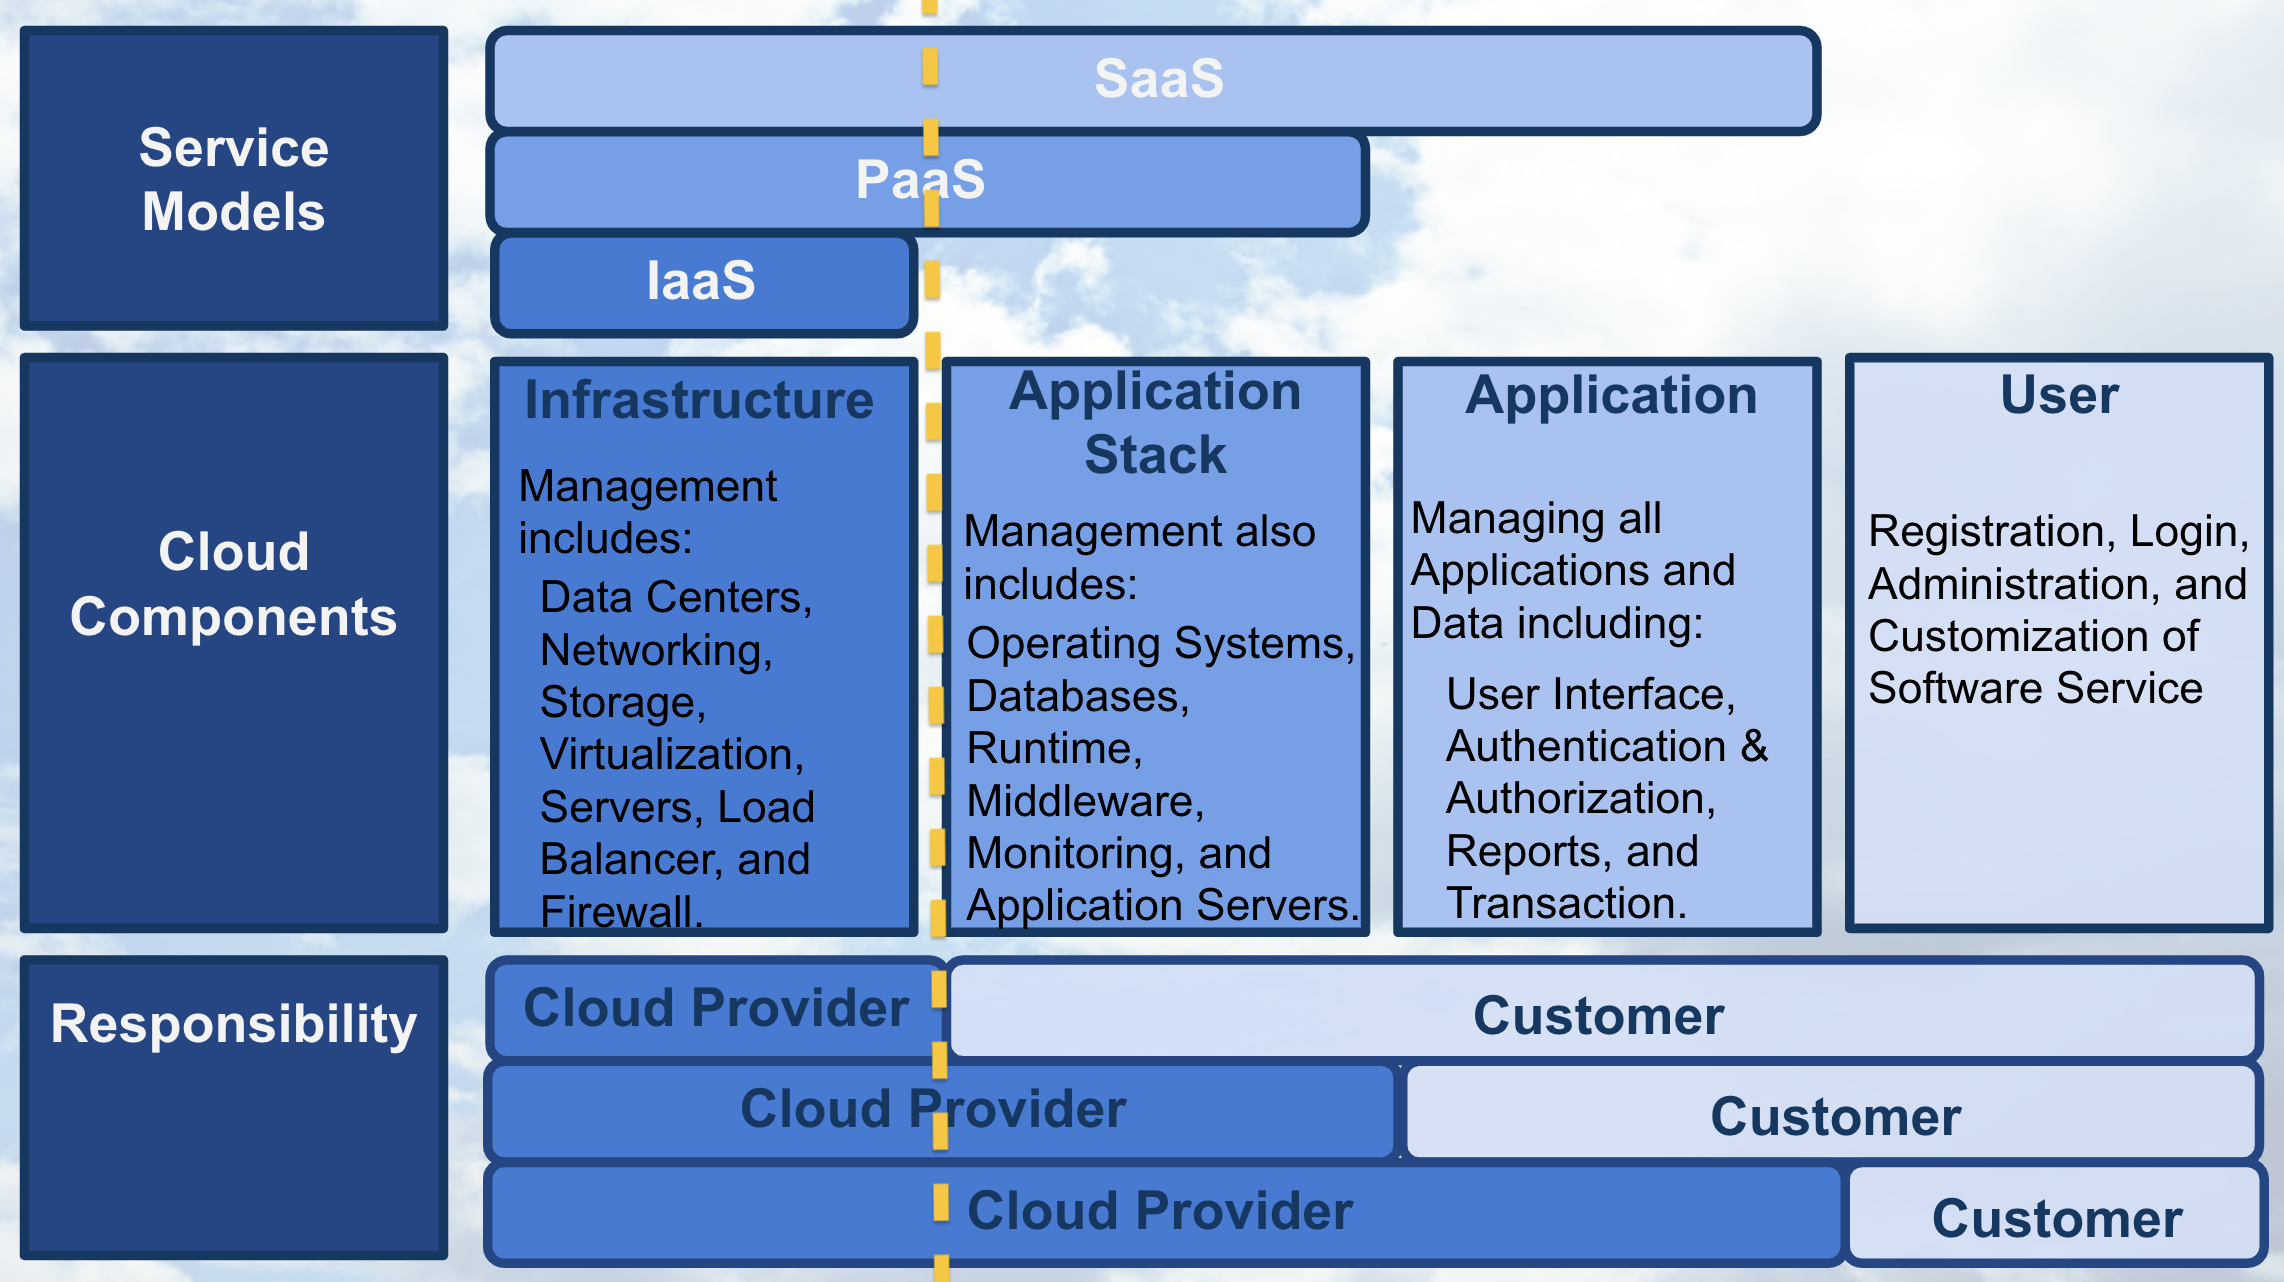 Service
Models
SaaS
PaaS
IaaS
Cloud
Components
Infrastructure
Management
includes:
Data Centers,
Networking,
Storage,
Virtualization,
Servers, Load
Balancer, and
Firewall.
Application
Stack
Management also
includes:
Operating Systems,
Databases,
Runtime,
Middleware,
Monitoring, and
Application Servers.
Application
Managing all
Applications and
Data including:
User Interface,
Authentication &
Authorization,
Reports, and
Transaction.
User
Registration, Login,
Administration, and
Customization of
Software Service
Responsibility
Cloud Provider
Customer
Cloud Provider
Customer
Cloud Provider
Customer